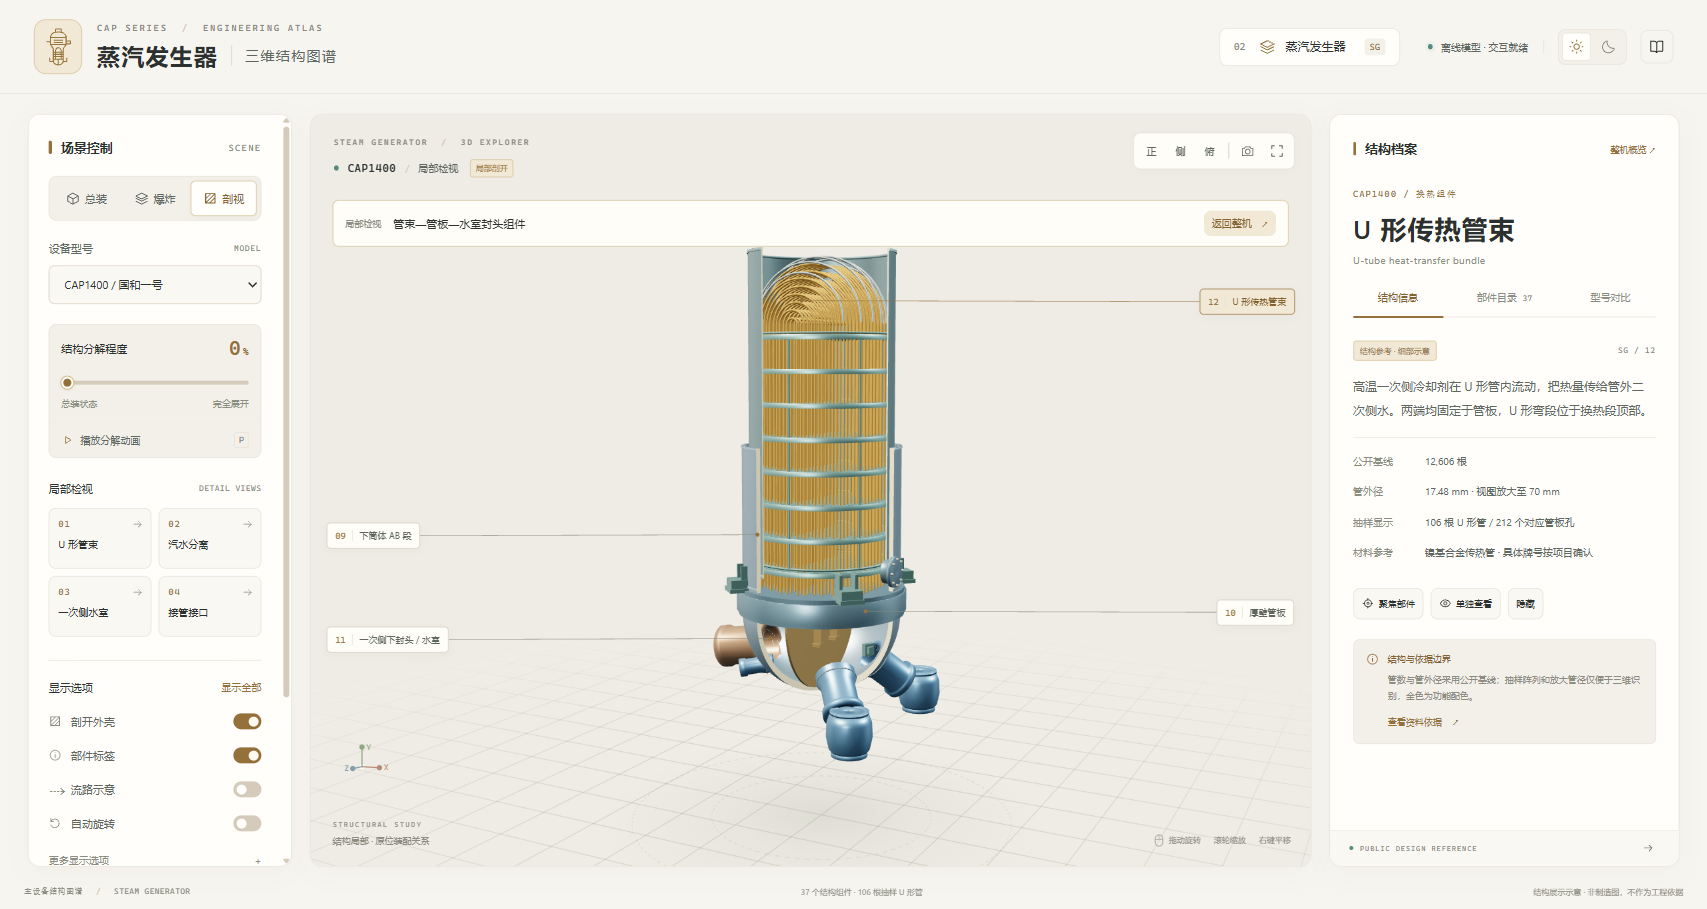 CAP SERIES / ENGINEERING ATLAS
蒸汽发生器 三维结构图谱
02 蒸汽发生器 SG
离线模型 · 交互就绪
场景控制 SCENE
总装 爆炸 剖视
设备型号 MODEL
CAP1400 / 国和一号
结构分解程度 0%
总装状态 完全展开
播放分解动画 P
局部检视 DETAIL VIEWS
01 →
U 形管束
02 →
汽水分离
03 →
一次侧水室
04 →
接管接口
显示选项 显示全部
剖开外壳
部件标签
流路示意
自动旋转
更多显示选项 +
STEAM GENERATOR / 3D EXPLORER
CAP1400 / 局部检视 局部剖开
正 侧 俯
局部检视 管束—管板—水室封头组件 返回整机 ↗
12 U 形传热管束
09 下筒体 AB 段
10 厚壁管板
11 一次侧下封头 / 水室
Y
Z X
STRUCTURAL STUDY
结构局部 · 原位装配关系
拖动旋转 滚轮缩放 右键平移
结构档案 整机概览 ↗
CAP1400 / 换热组件
U 形传热管束
U-tube heat-transfer bundle
结构信息 部件目录 37 型号对比
结构参考 · 细部示意 SG / 12
高温一次侧冷却剂在 U 形管内流动，把热量传给管外二
次侧水。两端均固定于管板，U 形弯段位于换热段顶部。
公开基线 12,606 根
管外径 17.48 mm · 视图放大至 70 mm
抽样显示 106 根 U 形管 / 212 个对应管板孔
材料参考 镍基合金传热管 · 具体牌号按项目确认
聚焦部件 单独查看 隐藏
结构与依据边界
管数与管外径采用公开基线；抽样阵列和放大管径仅便于三维识
别，金色为功能配色。
查看资料依据 ↗
PUBLIC DESIGN REFERENCE →
主设备结构图谱 / STEAM GENERATOR
37 个结构组件 · 106 根抽样 U 形管
结构展示示意 · 非制造图，不作为工程依据